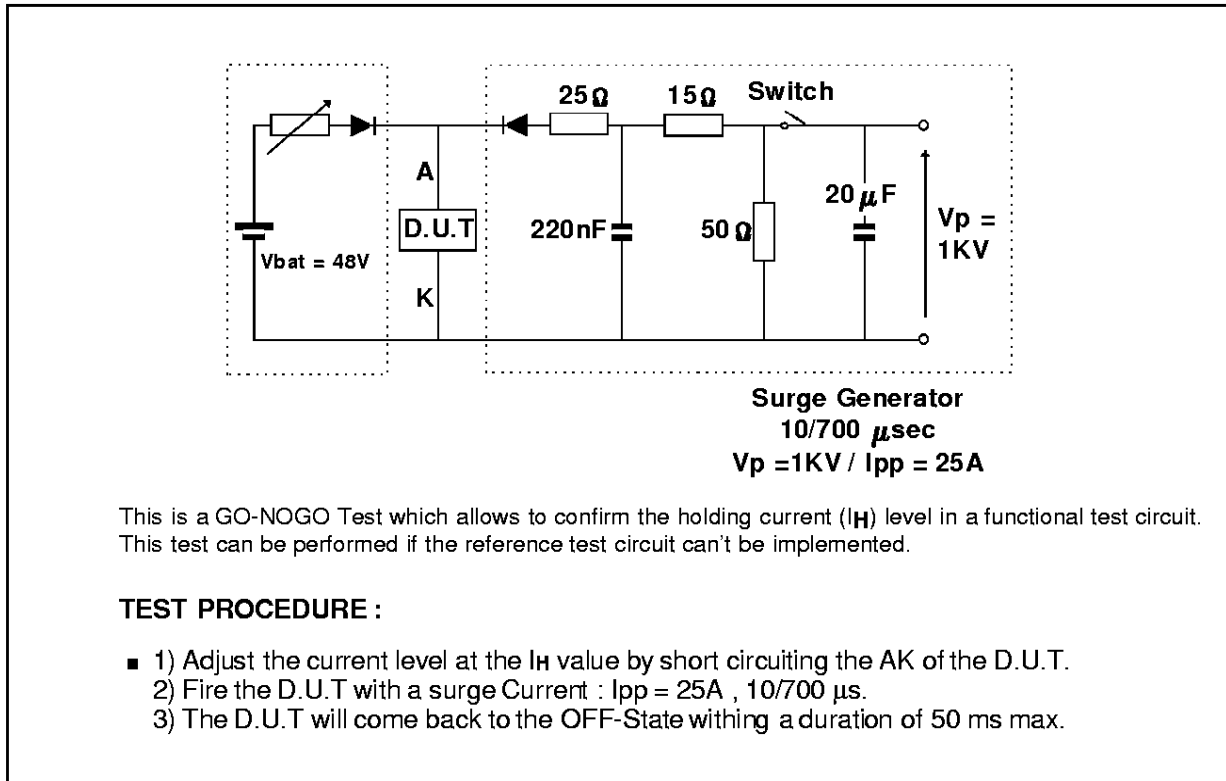 25Ω
15Ω
Switch
A
D.U.T
K
Vbat = 48V
220nF
50Ω
20μF
Vp =
1KV
Surge Generator
10/700 μsec
Vp =1KV / Ipp = 25A
This is a GO-NOGO Test which allows to confirm the holding current (IH) level in a functional test circuit.
This test can be performed if the reference test circuit can't be implemented.
TEST PROCEDURE :
■ 1) Adjust the current level at the IH value by short circuiting the AK of the D.U.T.
2) Fire the D.U.T with a surge Current : Ipp = 25A , 10/700 μs.
3) The D.U.T will come back to the OFF-State withing a duration of 50 ms max.